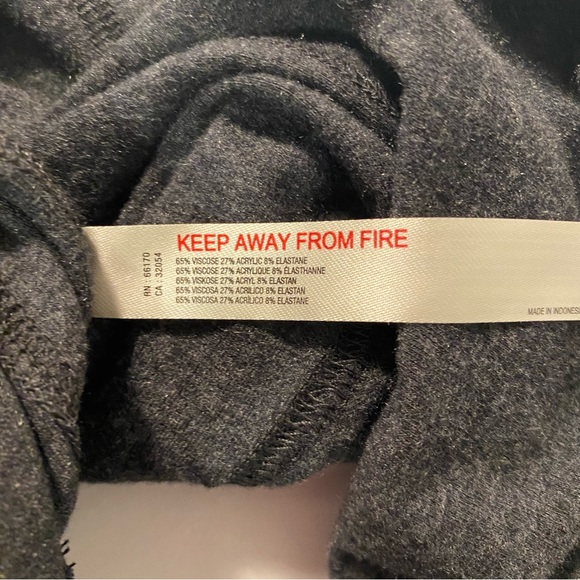 KEEP AWAY FROM FIRE
65% VISCOSE 27% ACRYLIC 8% ELASTANE
65% VISCOSE 27% ACRYLIQUE 8% ÉLASTHANNE
65% VISKOSE 27% ACRYL 8% ELASTAN
65% VISCOSA 27% ACRÍLICO 8% ELASTAN
65% VISCOSA 27% ACRILICO 8% ELASTANE
RN : 66170
CA : 32054
MADE IN INDONES